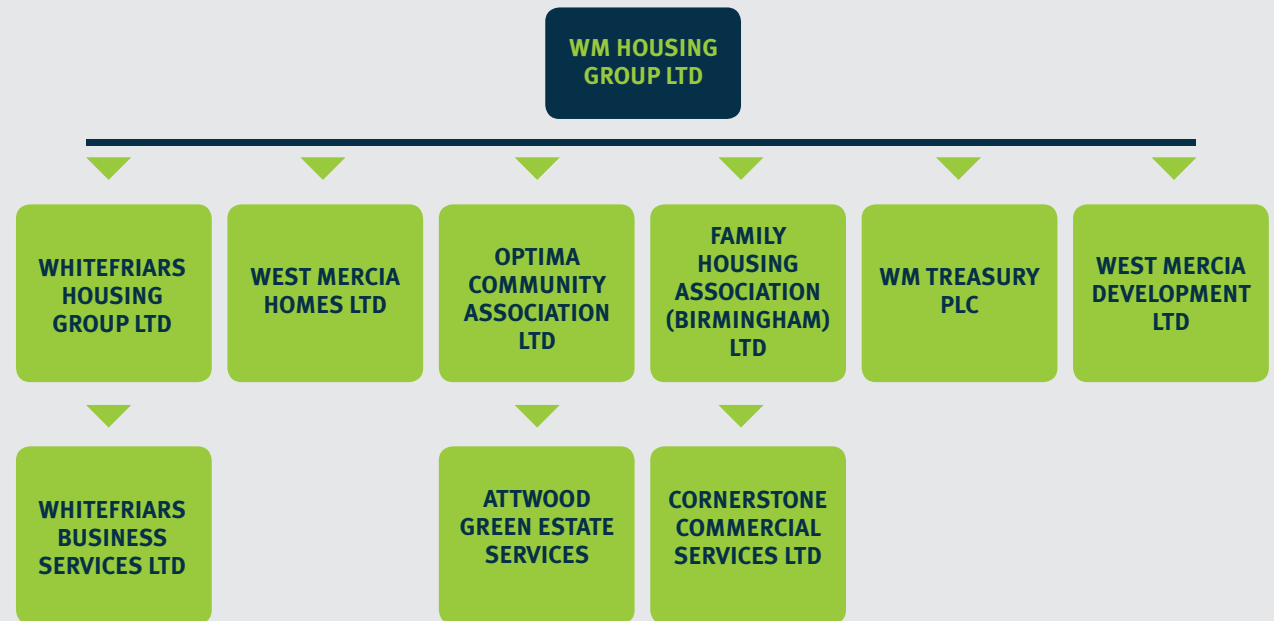 WM HOUSING
GROUP LTD
WHITEFRIARS
HOUSING
GROUP LTD
WEST MERCIA
HOMES LTD
OPTIMA
COMMUNITY
ASSOCIATION
LTD
FAMILY
HOUSING
ASSOCIATION
(BIRMINGHAM)
LTD
WM TREASURY
PLC
WEST MERCIA
DEVELOPMENT
LTD
WHITEFRIARS
BUSINESS
SERVICES LTD
ATTWOOD
GREEN ESTATE
SERVICES
CORNERSTONE
COMMERCIAL
SERVICES LTD